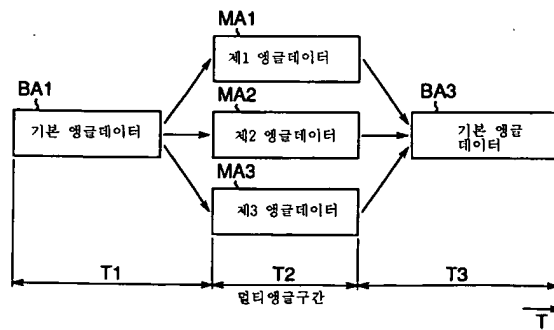 MA1
제1 앵글데이터
BA1
기본 앵글데이터
MA2
제2 앵글데이터
BA3
기본 앵글
데이터
MA3
제3 앵글데이터
T1
T2
T3
멀티앵글구간
T